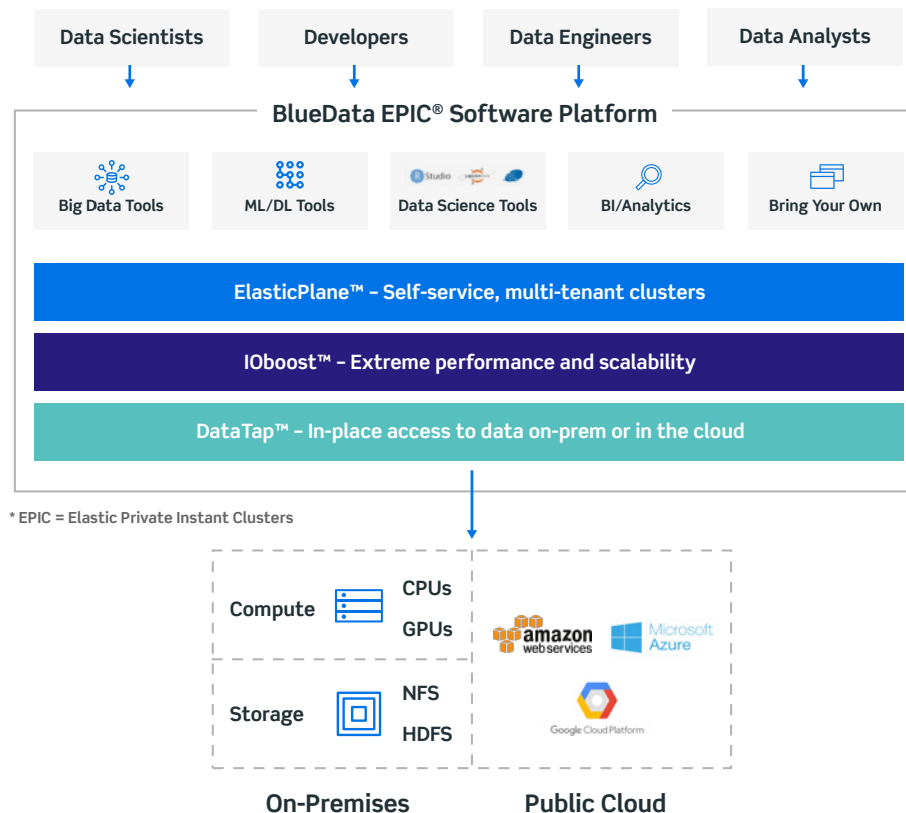 Data Scientists
Developers
Data Engineers
Data Analysts
BlueData EPIC® Software Platform
Big Data Tools
ML/DL Tools
R Studio
Data Science Tools
BI/Analytics
Bring Your Own
ElasticPlane™ – Self-service, multi-tenant clusters
IOboost™ – Extreme performance and scalability
DataTap™ – In-place access to data on-prem or in the cloud
* EPIC = Elastic Private Instant Clusters
Compute
CPUs
GPUs
Storage
NFS
HDFS
amazon
web services
Microsoft
Azure
Google Cloud Platform
On-Premises
Public Cloud